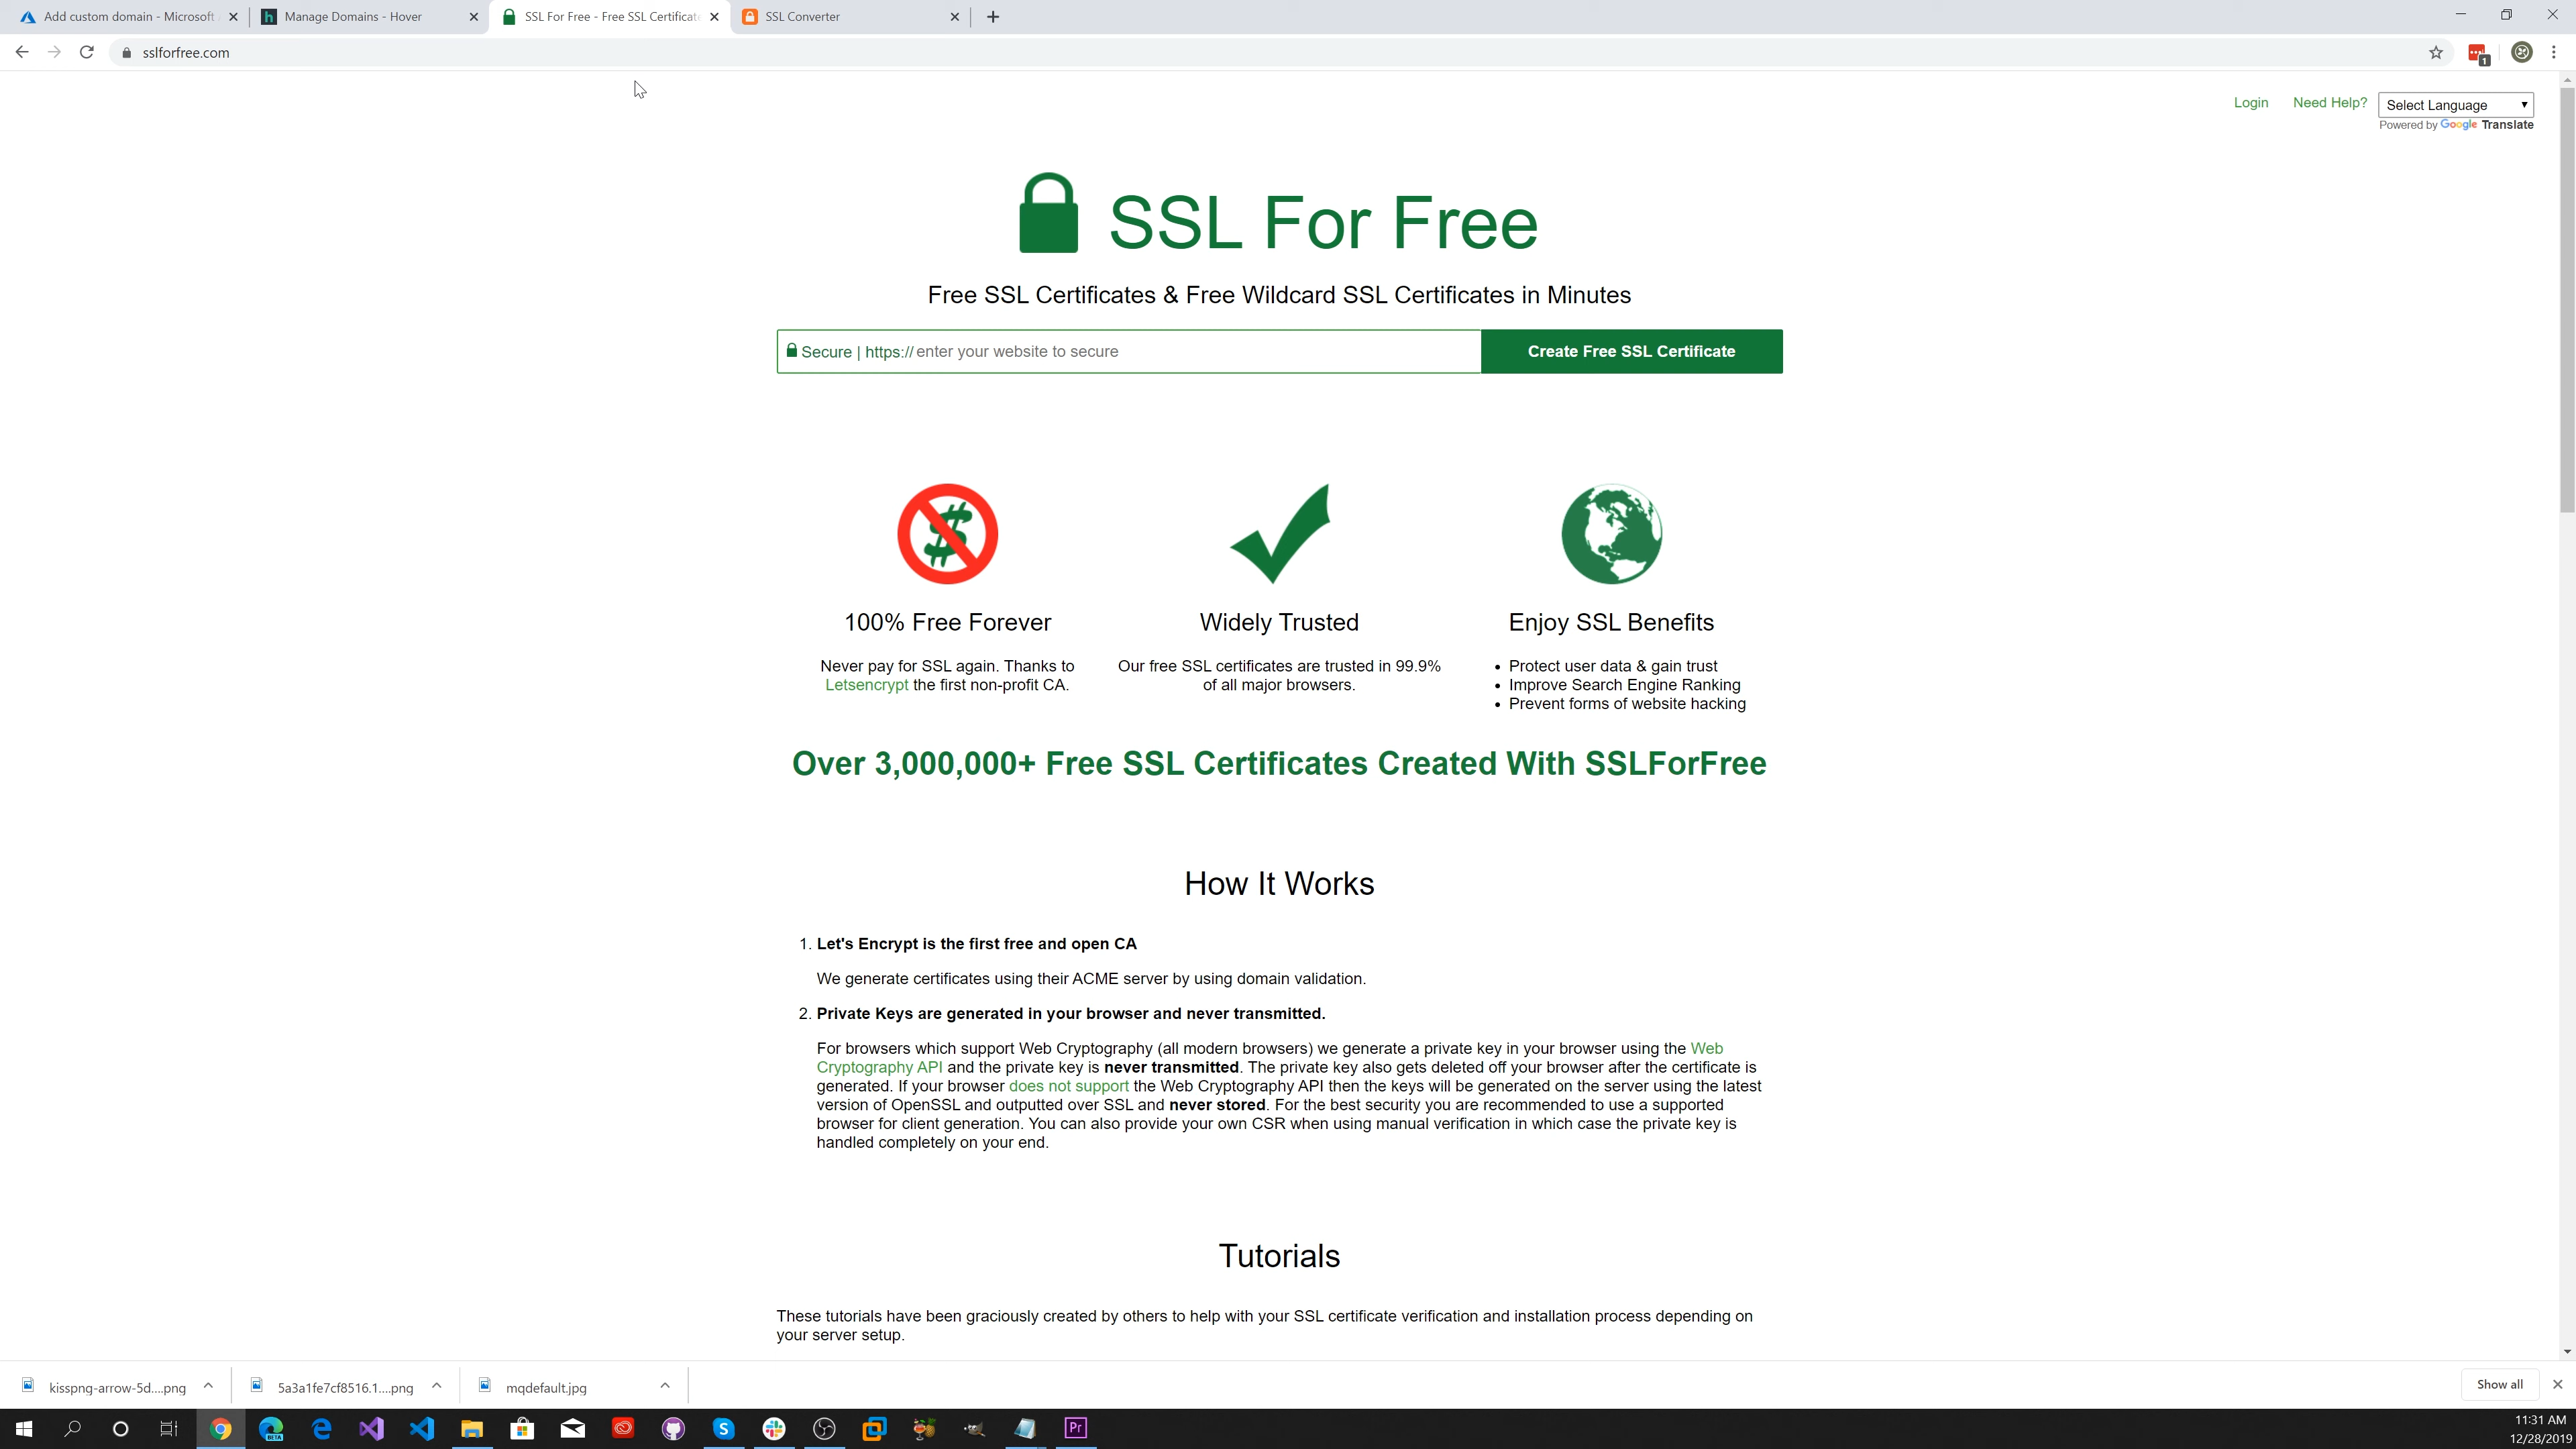 Add custom domain - Microsoft
Manage Domains - Hover
SSL For Free - Free SSL Certificat
SSL Converter
sslforfree.com
1
Login
Need Help?
Select Language
Powered by Google Translate
SSL For Free
Free SSL Certificates & Free Wildcard SSL Certificates in Minutes
Secure | https:// enter your website to secure
Create Free SSL Certificate
100% Free Forever
Never pay for SSL again. Thanks to
Letsencrypt the first non-profit CA.
Widely Trusted
Our free SSL certificates are trusted in 99.9%
of all major browsers.
Enjoy SSL Benefits
• Protect user data & gain trust
• Improve Search Engine Ranking
• Prevent forms of website hacking
Over 3,000,000+ Free SSL Certificates Created With SSLForFree
How It Works
1. Let's Encrypt is the first free and open CA
We generate certificates using their ACME server by using domain validation.
2. Private Keys are generated in your browser and never transmitted.
For browsers which support Web Cryptography (all modern browsers) we generate a private key in your browser using the Web
Cryptography API and the private key is never transmitted. The private key also gets deleted off your browser after the certificate is
generated. If your browser does not support the Web Cryptography API then the keys will be generated on the server using the latest
version of OpenSSL and outputted over SSL and never stored. For the best security you are recommended to use a supported
browser for client generation. You can also provide your own CSR when using manual verification in which case the private key is
handled completely on your end.
Tutorials
These tutorials have been graciously created by others to help with your SSL certificate verification and installation process depending on
your server setup.
kisspng-arrow-5d....png
5a3a1fe7cf8516.1....png
mqdefault.jpg
Show all
BETA
Pr
11:31 AM
12/28/2019